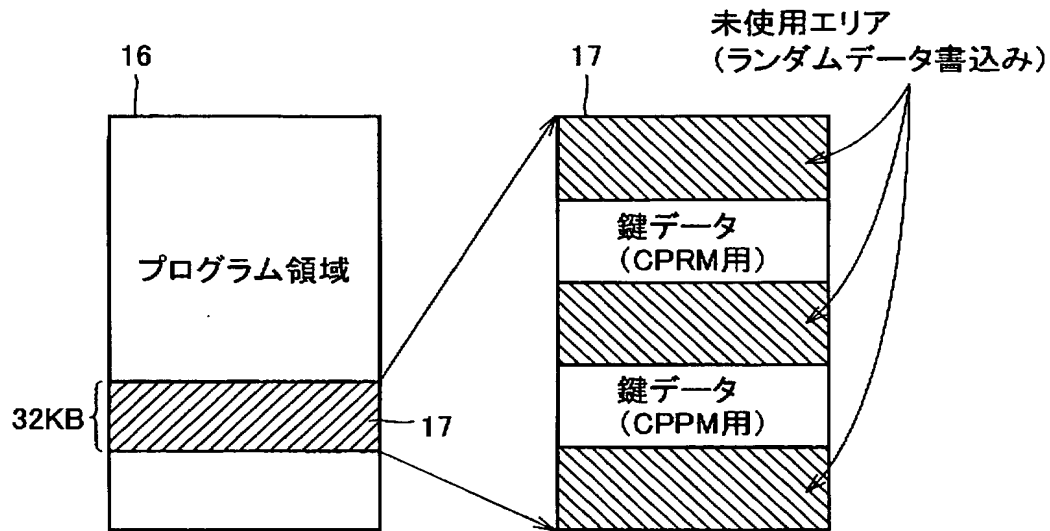 未使用エリア
(ランダムデータ書込み)
16
17
プログラム領域
鍵データ
(CPRM用)
鍵データ
(CPPM用)
32KB
17